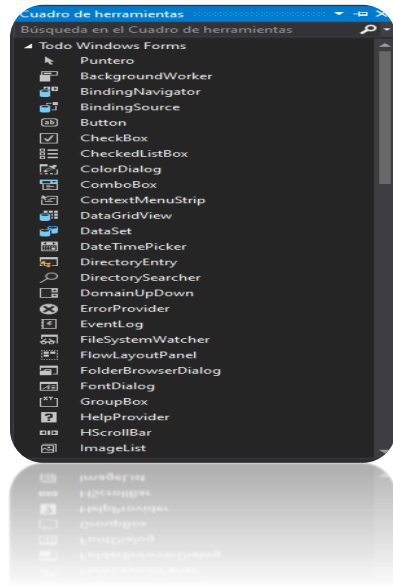 Cuadro de herramientas
Búsqueda en el Cuadro de herramientas
Todo Windows Forms
Puntero
BackgroundWorker
BindingNavigator
BindingSource
Button
CheckBox
CheckedListBox
ColorDialog
ComboBox
ContextMenuStrip
DataGridView
DataSet
DateTimePicker
DirectoryEntry
DirectorySearcher
DomainUpDown
ErrorProvider
EventLog
FileSystemWatcher
FlowLayoutPanel
FolderBrowserDialog
FontDialog
GroupBox
HelpProvider
HScrollBar
ImageList